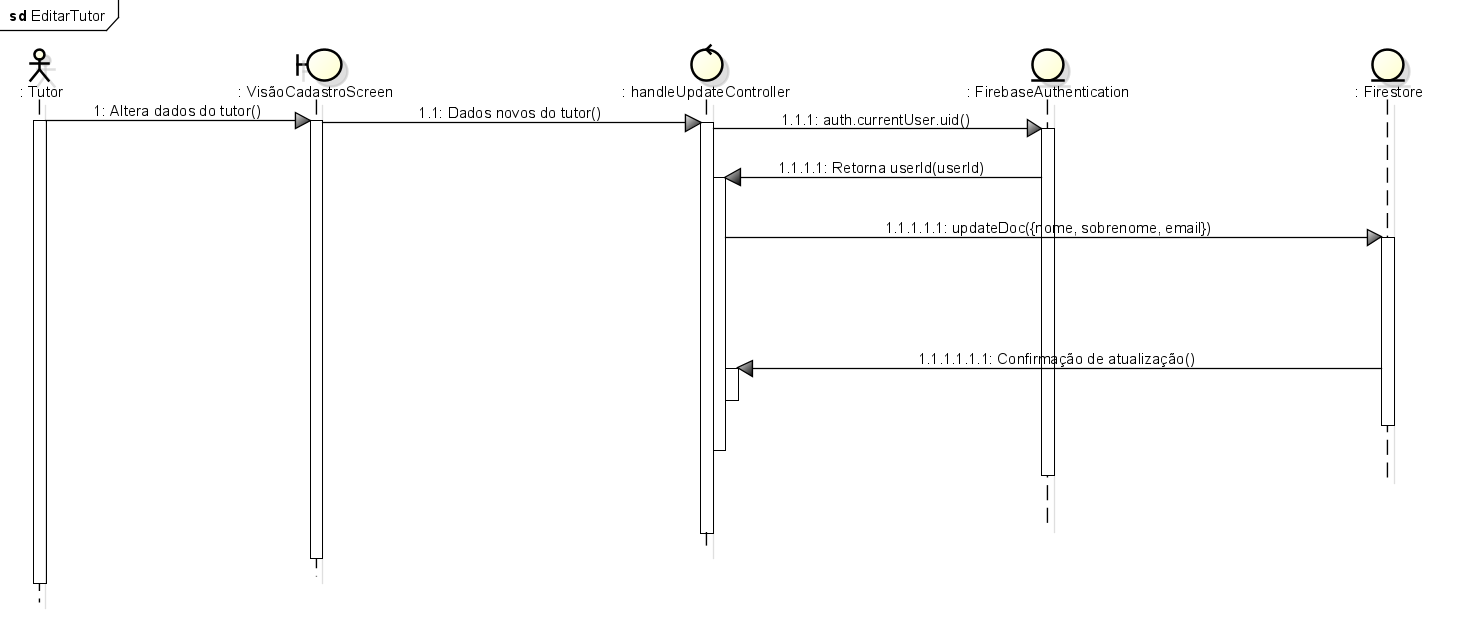 sd EditarTutor
: Tutor
: VisãoCadastroScreen
: handleUpdateController
: FirebaseAuthentication
: Firestore
1: Altera dados do tutor()
1.1: Dados novos do tutor()
1.1.1: auth.currentUser.uid()
1.1.1.1: Retorna userId(userId)
1.1.1.1.1: updateDoc({nome, sobrenome, email})
1.1.1.1.1.1: Confirmação de atualização()